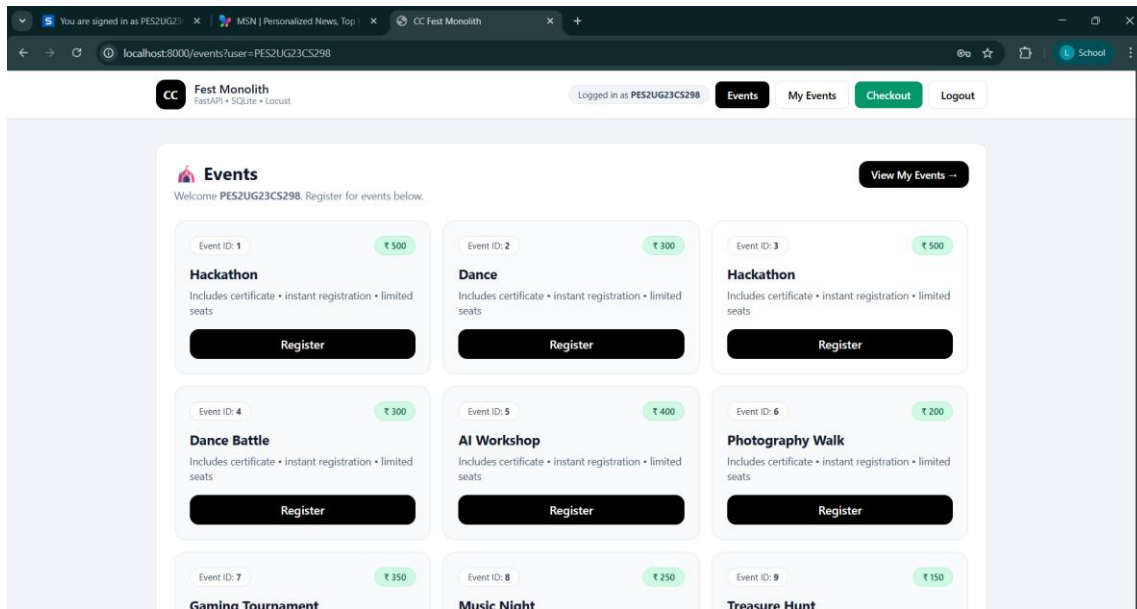 You are signed in as PES2UG23
MSN | Personalized News, Top
CC Fest Monolith
localhost:8000/events?user=PES2UG23CS298
School
CC
Fest Monolith
FastAPI • SQLite • Locust
Logged in as PES2UG23CS298
Events
My Events
Checkout
Logout
Events
View My Events →
Welcome PES2UG23CS298. Register for events below.
Event ID: 1
₹ 500
Hackathon
Includes certificate • instant registration • limited
seats
Register
Event ID: 2
₹ 300
Dance
Includes certificate • instant registration • limited
seats
Register
Event ID: 3
₹ 500
Hackathon
Includes certificate • instant registration • limited
seats
Register
Event ID: 4
₹ 300
Dance Battle
Includes certificate • instant registration • limited
seats
Register
Event ID: 5
₹ 400
AI Workshop
Includes certificate • instant registration • limited
seats
Register
Event ID: 6
₹ 200
Photography Walk
Includes certificate • instant registration • limited
seats
Register
Event ID: 7
₹ 350
Gaming Tournament
Event ID: 8
₹ 250
Music Night
Event ID: 9
₹ 150
Treasure Hunt